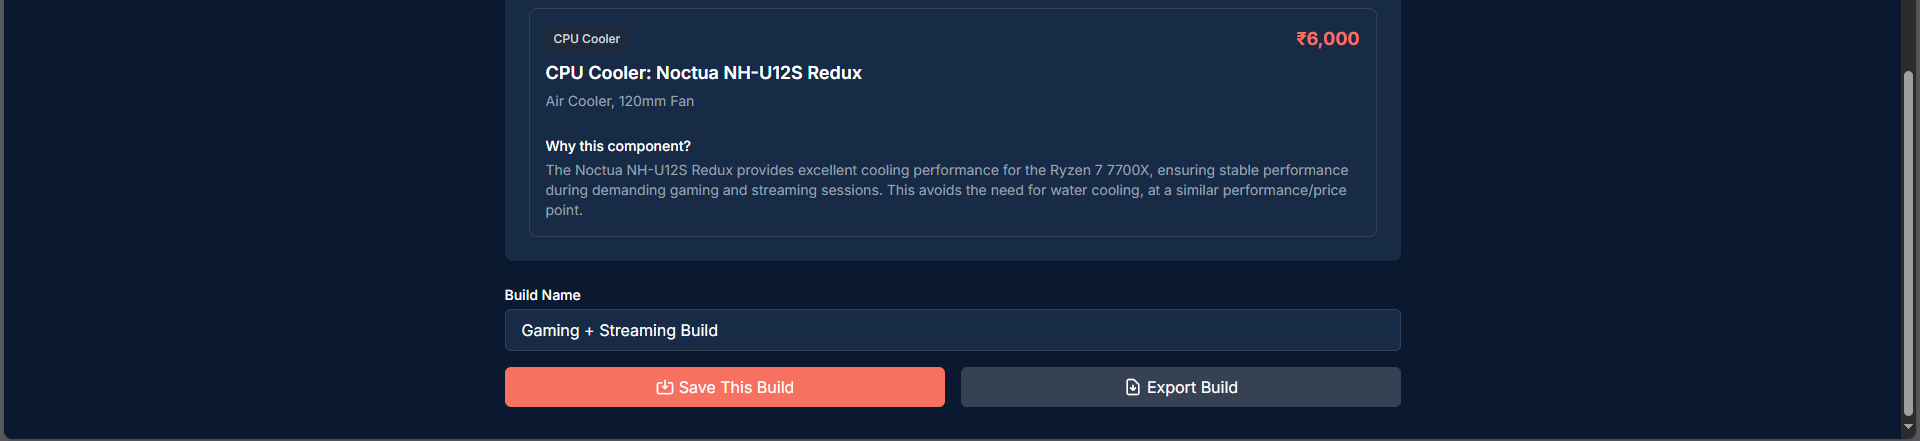 CPU Cooler
₹6,000
CPU Cooler: Noctua NH-U12S Redux
Air Cooler, 120mm Fan
Why this component?
The Noctua NH-U12S Redux provides excellent cooling performance for the Ryzen 7 7700X, ensuring stable performance
during demanding gaming and streaming sessions. This avoids the need for water cooling, at a similar performance/price
point.
Build Name
Gaming + Streaming Build
Save This Build
Export Build